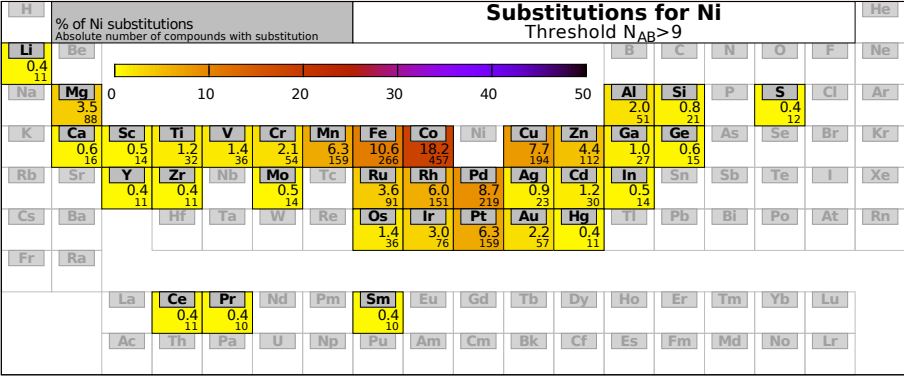 H
% of Ni substitutions
Absolute number of compounds with substitution
Substitutions for Ni
Threshold N_AB>9
He
Li Be B C N O F Ne
0.4
11
0 10 20 30 40 50
Na Mg Al Si P S Cl Ar
3.5 2.0 0.8 0.4
88 51 21 12
K Ca Sc Ti V Cr Mn Fe Co Ni Cu Zn Ga Ge As Se Br Kr
0.6 0.5 1.2 1.4 2.1 6.3 10.6 18.2 7.7 4.4 1.0 0.6
16 14 32 36 54 159 266 457 194 112 27 15
Rb Sr Y Zr Nb Mo Tc Ru Rh Pd Ag Cd In Sn Sb Te I Xe
0.4 0.4 0.5 3.6 6.0 8.7 0.9 1.2 0.5
11 11 14 91 151 219 23 30 14
Cs Ba Hf Ta W Re Os Ir Pt Au Hg Tl Pb Bi Po At Rn
1.4 3.0 6.3 2.2 0.4
36 76 159 57 11
Fr Ra
La Ce Pr Nd Pm Sm Eu Gd Tb Dy Ho Er Tm Yb Lu
0.4 0.4 0.4
11 10 10
Ac Th Pa U Np Pu Am Cm Bk Cf Es Fm Md No Lr